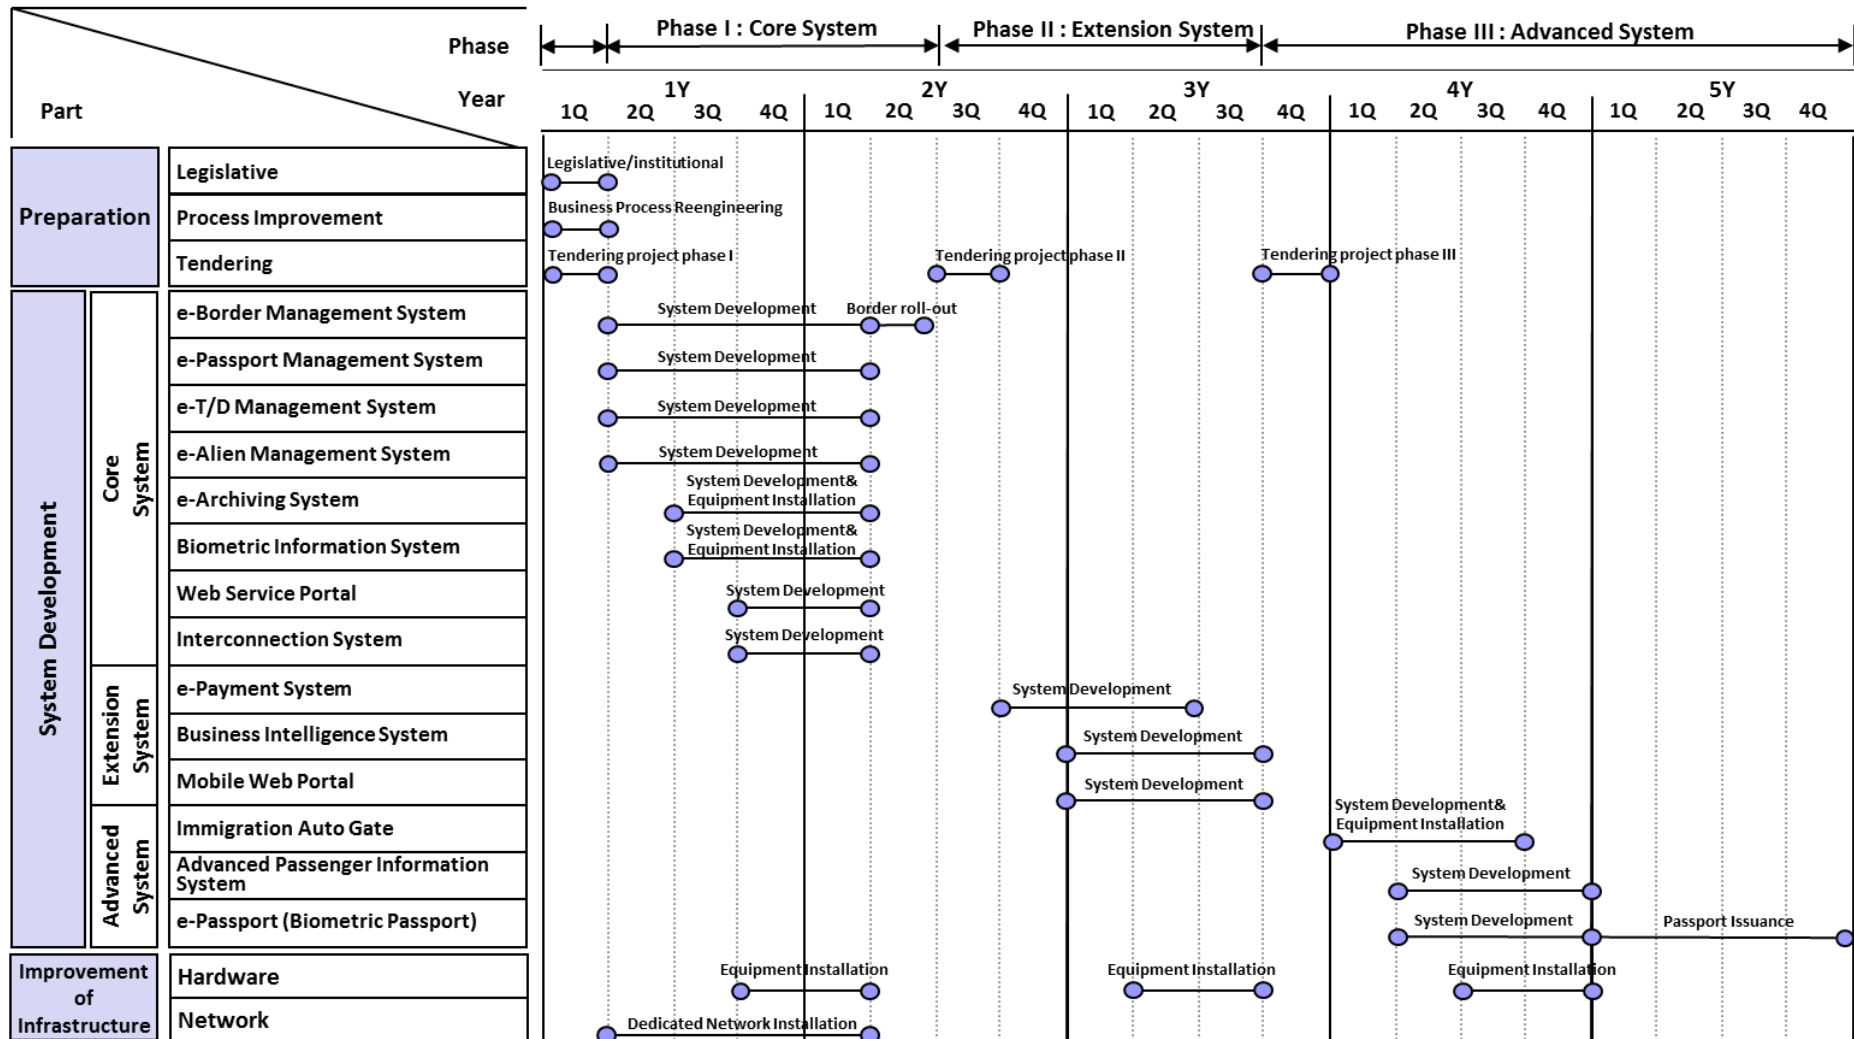 Phase
Phase I : Core System
Phase II : Extension System
Phase III : Advanced System
Part
Year
1Y
2Y
3Y
4Y
5Y
1Q 2Q 3Q 4Q 1Q 2Q 3Q 4Q 1Q 2Q 3Q 4Q 1Q 2Q 3Q 4Q 1Q 2Q 3Q 4Q
Preparation
Legislative
Legislative/institutional
Process Improvement
Business Process Reengineering
Tendering
Tendering project phase I
Tendering project phase II
Tendering project phase III
System Development
Core
System
e-Border Management System
System Development
Border roll-out
e-Passport Management System
System Development
e-T/D Management System
System Development
e-Alien Management System
System Development
e-Archiving System
System Development&
Equipment Installation
Biometric Information System
System Development&
Equipment Installation
Web Service Portal
System Development
Interconnection System
System Development
Extension
System
e-Payment System
System Development
Business Intelligence System
System Development
Mobile Web Portal
System Development
Advanced
System
Immigration Auto Gate
System Development&
Equipment Installation
Advanced Passenger Information
System
System Development
e-Passport (Biometric Passport)
System Development
Passport Issuance
Improvement
of
Infrastructure
Hardware
Equipment Installation
Equipment Installation
Equipment Installation
Network
Dedicated Network Installation